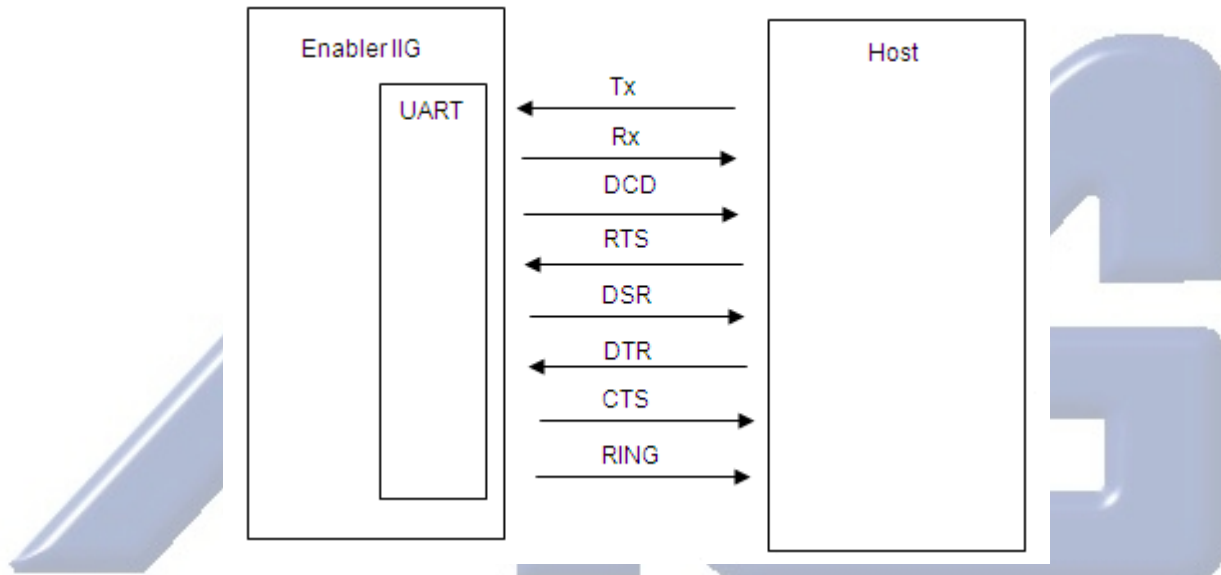 Enabler IIG
Host
UART
Tx
Rx
DCD
RTS
DSR
DTR
CTS
RING